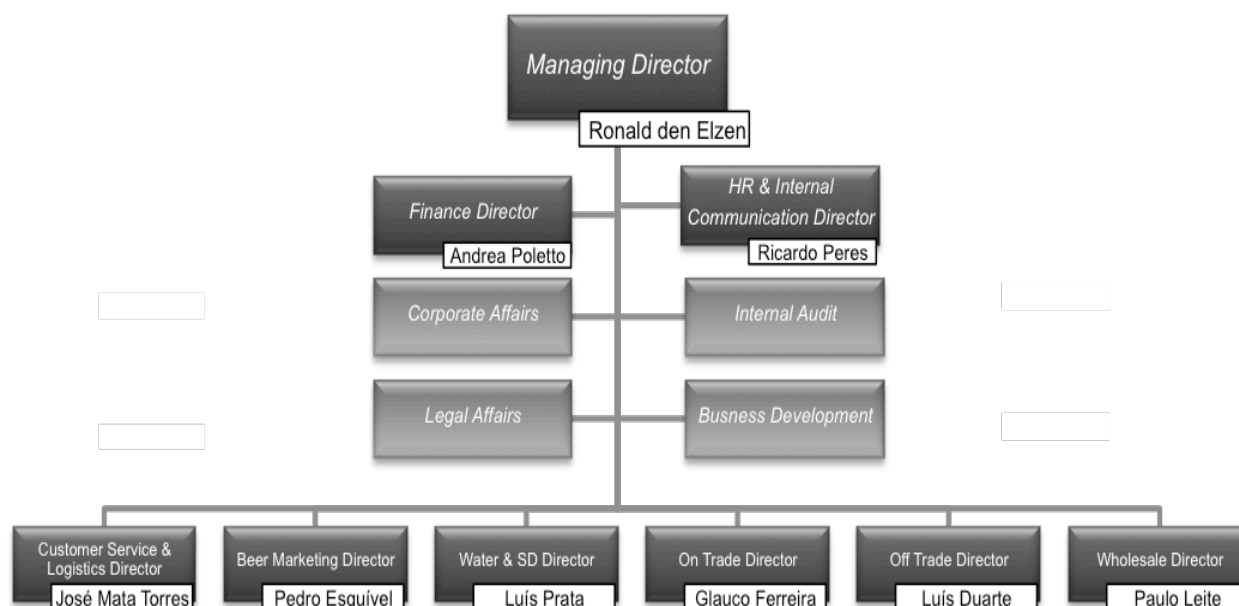 Managing Director
Ronald den Elzen
Finance Director
Andrea Poletto
HR & Internal
Communication Director
Ricardo Peres
Corporate Affairs
Internal Audit
Legal Affairs
Busness Development
Customer Service &
Logistics Director
José Mata Torres
Beer Marketing Director
Pedro Esquível
Water & SD Director
Luís Prata
On Trade Director
Glauco Ferreira
Off Trade Director
Luís Duarte
Wholesale Director
Paulo Leite